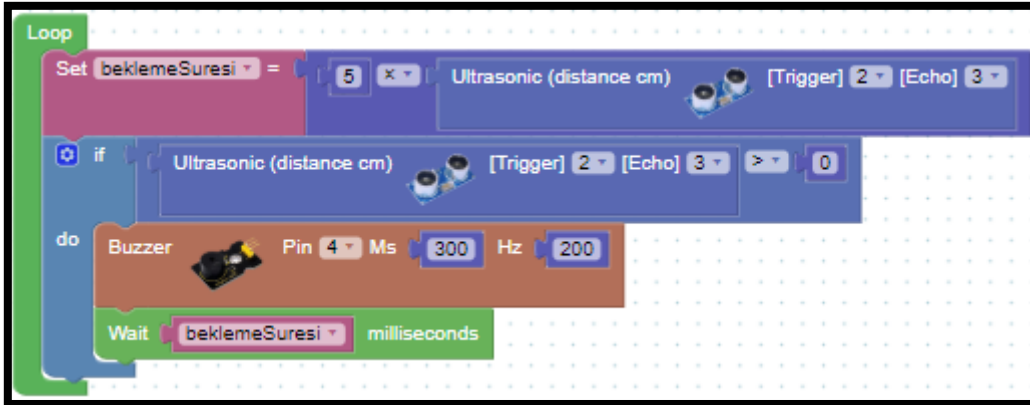 Loop
Set beklemeSuresi = 5 × Ultrasonic (distance cm) [Trigger] 2 [Echo] 3
if Ultrasonic (distance cm) [Trigger] 2 [Echo] 3 > 0
do Buzzer Pin 4 Ms 300 Hz 200
Wait beklemeSuresi milliseconds